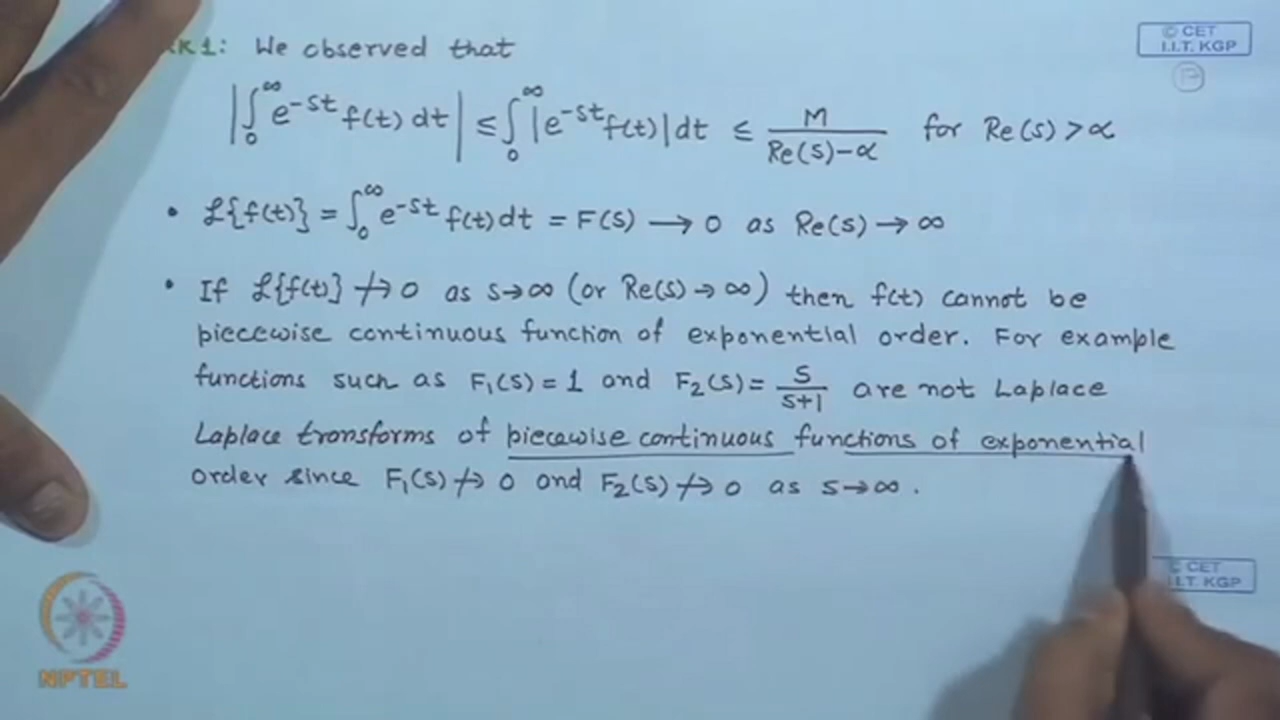 RK1: We observed that
© CET
I.I.T. KGP
|∫₀^∞ e^{-st} f(t) dt| ≤ ∫₀^∞ |e^{-st} f(t)| dt ≤ M/(Re(s)-α) for Re(s) > α
• ℒ{f(t)} = ∫₀^∞ e^{-st} f(t) dt = F(s) → 0 as Re(s) → ∞
• If ℒ{f(t)} ↛ 0 as s→∞ (or Re(s) → ∞) then f(t) cannot be
piecewise continuous function of exponential order. For example
functions such as F₁(s) = 1 and F₂(s) = s/(s+1) are not Laplace
Laplace transforms of piecewise continuous functions of exponential
order since F₁(s) ↛ 0 and F₂(s) ↛ 0 as s→∞.
© CET
I.I.T. KGP
NPTEL